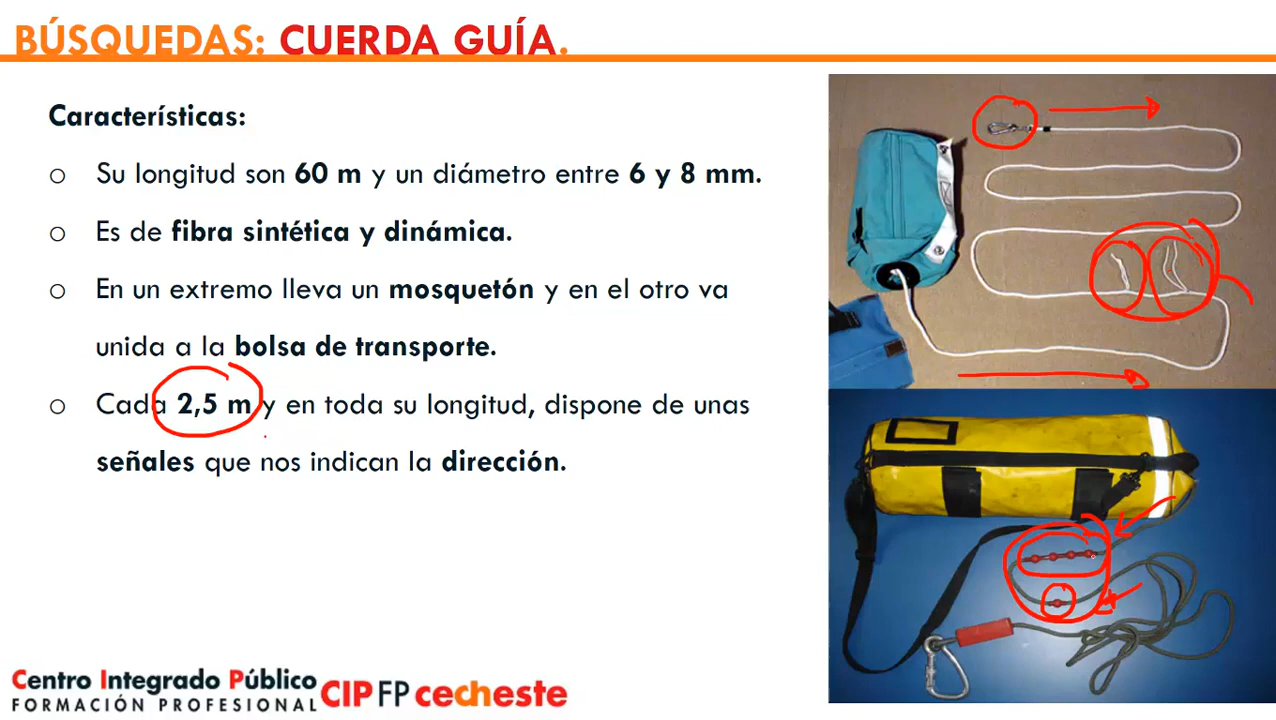 BÚSQUEDAS: CUERDA GUÍA.
Características:
Su longitud son 60 m y un diámetro entre 6 y 8 mm.
Es de fibra sintética y dinámica.
En un extremo lleva un mosquetón y en el otro va
unida a la bolsa de transporte.
Cada 2,5 m y en toda su longitud, dispone de unas
señales que nos indican la dirección.
Centro Integrado Público
FORMACIÓN PROFESIONAL
CIPFP cecheste